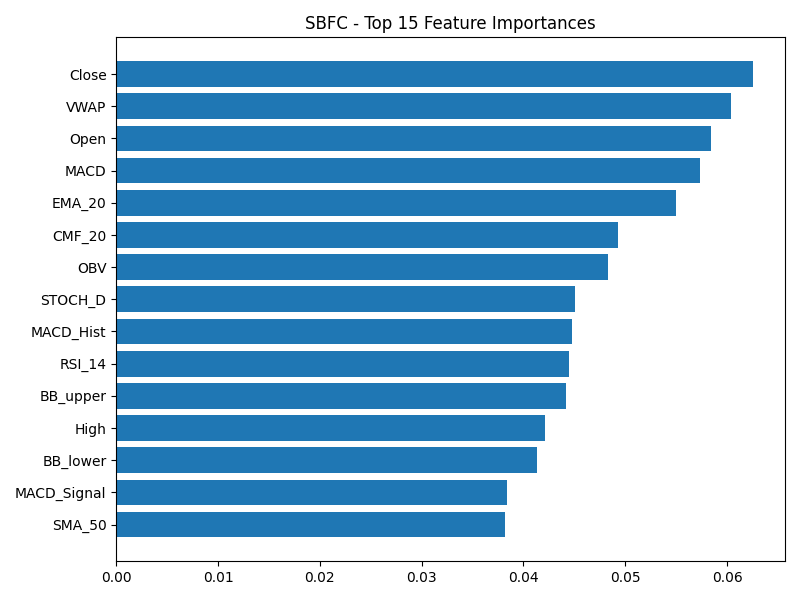 SBFC - Top 15 Feature Importances
Close
VWAP
Open
MACD
EMA_20
CMF_20
OBV
STOCH_D
MACD_Hist
RSI_14
BB_upper
High
BB_lower
MACD_Signal
SMA_50
0.00 0.01 0.02 0.03 0.04 0.05 0.06